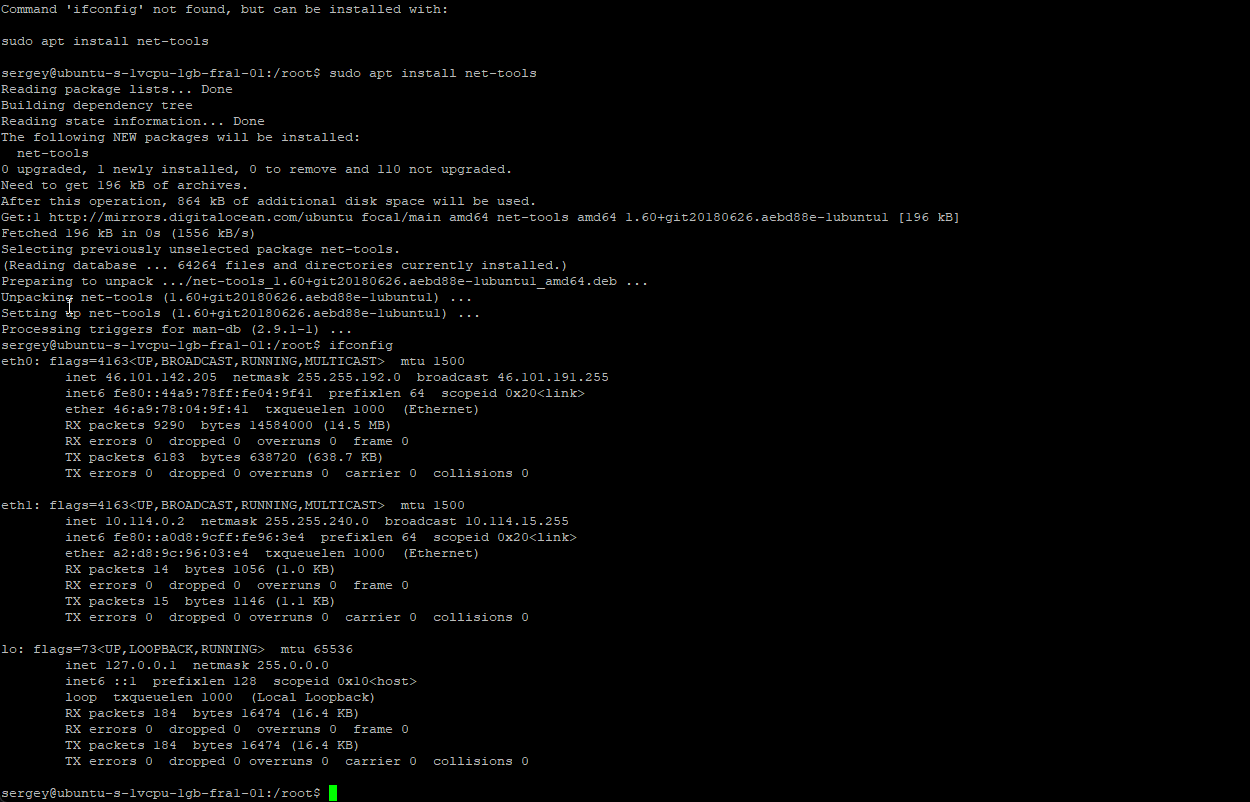 Command 'ifconfig' not found, but can be installed with:
sudo apt install net-tools
sergey@ubuntu-s-1vcpu-1gb-fra1-01:/root$ sudo apt install net-tools
Reading package lists... Done
Building dependency tree
Reading state information... Done
The following NEW packages will be installed:
  net-tools
0 upgraded, 1 newly installed, 0 to remove and 110 not upgraded.
Need to get 196 kB of archives.
After this operation, 864 kB of additional disk space will be used.
Get:1 http://mirrors.digitalocean.com/ubuntu focal/main amd64 net-tools amd64 1.60+git20180626.aebd88e-1ubuntu1 [196 kB]
Fetched 196 kB in 0s (1556 kB/s)
Selecting previously unselected package net-tools.
(Reading database ... 64264 files and directories currently installed.)
Preparing to unpack .../net-tools_1.60+git20180626.aebd88e-1ubuntu1_amd64.deb ...
Unpacking net-tools (1.60+git20180626.aebd88e-1ubuntu1) ...
Setting up net-tools (1.60+git20180626.aebd88e-1ubuntu1) ...
Processing triggers for man-db (2.9.1-1) ...
sergey@ubuntu-s-1vcpu-1gb-fra1-01:/root$ ifconfig
eth0: flags=4163<UP,BROADCAST,RUNNING,MULTICAST>  mtu 1500
        inet 46.101.142.205  netmask 255.255.192.0  broadcast 46.101.191.255
        inet6 fe80::44a9:78ff:fe04:9f41  prefixlen 64  scopeid 0x20<link>
        ether 46:a9:78:04:9f:41  txqueuelen 1000  (Ethernet)
        RX packets 9290  bytes 14584000 (14.5 MB)
        RX errors 0  dropped 0  overruns 0  frame 0
        TX packets 6183  bytes 638720 (638.7 KB)
        TX errors 0  dropped 0 overruns 0  carrier 0  collisions 0
eth1: flags=4163<UP,BROADCAST,RUNNING,MULTICAST>  mtu 1500
        inet 10.114.0.2  netmask 255.255.240.0  broadcast 10.114.15.255
        inet6 fe80::a0d8:9cff:fe96:3e4  prefixlen 64  scopeid 0x20<link>
        ether a2:d8:9c:96:03:e4  txqueuelen 1000  (Ethernet)
        RX packets 14  bytes 1056 (1.0 KB)
        RX errors 0  dropped 0  overruns 0  frame 0
        TX packets 15  bytes 1146 (1.1 KB)
        TX errors 0  dropped 0 overruns 0  carrier 0  collisions 0
lo: flags=73<UP,LOOPBACK,RUNNING>  mtu 65536
        inet 127.0.0.1  netmask 255.0.0.0
        inet6 ::1  prefixlen 128  scopeid 0x10<host>
        loop  txqueuelen 1000  (Local Loopback)
        RX packets 184  bytes 16474 (16.4 KB)
        RX errors 0  dropped 0  overruns 0  frame 0
        TX packets 184  bytes 16474 (16.4 KB)
        TX errors 0  dropped 0 overruns 0  carrier 0  collisions 0
sergey@ubuntu-s-1vcpu-1gb-fra1-01:/root$